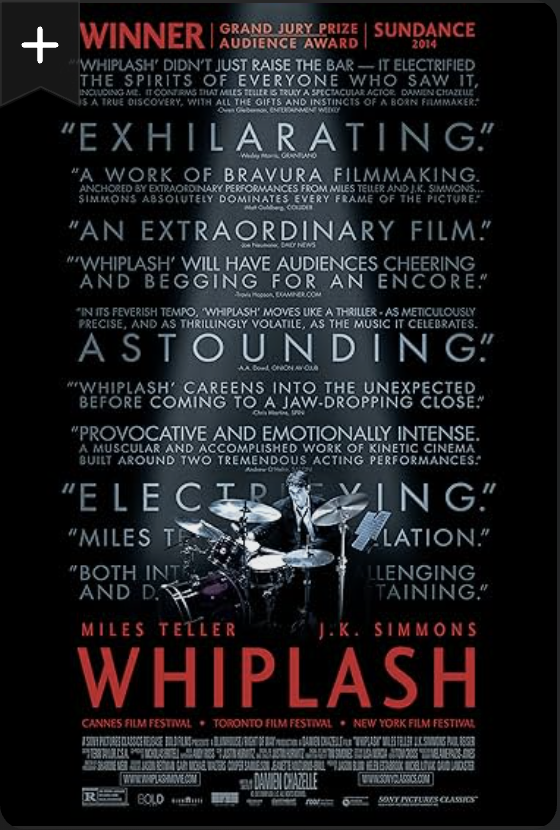 WINNER
GRAND JURY PRIZE
AUDIENCE AWARD
SUNDANCE
2014
"'WHIPLASH' DIDN'T JUST RAISE THE BAR — IT ELECTRIFIED
THE SPIRITS OF EVERYONE WHO SAW IT,
INCLUDING ME. IT CONFIRMS THAT MILES TELLER IS TRULY A SPECTACULAR ACTOR. DAMIEN CHAZELLE
IS A TRUE DISCOVERY, WITH ALL THE GIFTS AND INSTINCTS OF A BORN FILMMAKER."
-Owen Gleiberman, ENTERTAINMENT WEEKLY
"EXHILARATING."
-Wesley Morris, GRANTLAND
"A WORK OF BRAVURA FILMMAKING.
ANCHORED BY EXTRAORDINARY PERFORMANCES FROM MILES TELLER AND J.K. SIMMONS...
SIMMONS ABSOLUTELY DOMINATES EVERY FRAME OF THE PICTURE."
-Matt Goldberg, COLLIDER
"AN EXTRAORDINARY FILM."
-Joe Neumaier, DAILY NEWS
"'WHIPLASH' WILL HAVE AUDIENCES CHEERING
AND BEGGING FOR AN ENCORE."
-Travis Hopson, EXAMINER.COM
"IN ITS FEVERISH TEMPO, 'WHIPLASH' MOVES LIKE A THRILLER - AS METICULOUSLY
PRECISE, AND AS THRILLINGLY VOLATILE, AS THE MUSIC IT CELEBRATES.
ASTOUNDING."
-A.A. Dowd, ONION AV CLUB
"'WHIPLASH' CAREENS INTO THE UNEXPECTED
BEFORE COMING TO A JAW-DROPPING CLOSE."
-Chris Martins, SPIN
"PROVOCATIVE AND EMOTIONALLY INTENSE.
A MUSCULAR AND ACCOMPLISHED WORK OF KINETIC CINEMA
BUILT AROUND TWO TREMENDOUS ACTING PERFORMANCES."
-Andrew O'Hehir, SALON
"ELECTRIFYING."
"MILES T LATION."
"BOTH INT LLENGING
AND D TAINING."
MILES TELLER J.K. SIMMONS
WHIPLASH
CANNES FILM FESTIVAL • TORONTO FILM FESTIVAL • NEW YORK FILM FESTIVAL
WWW.WHIPLASHMOVIE.COM
DAMIEN CHAZELLE
WWW.SONYCLASSICS.COM
R
BOLD
SONY PICTURES CLASSICS